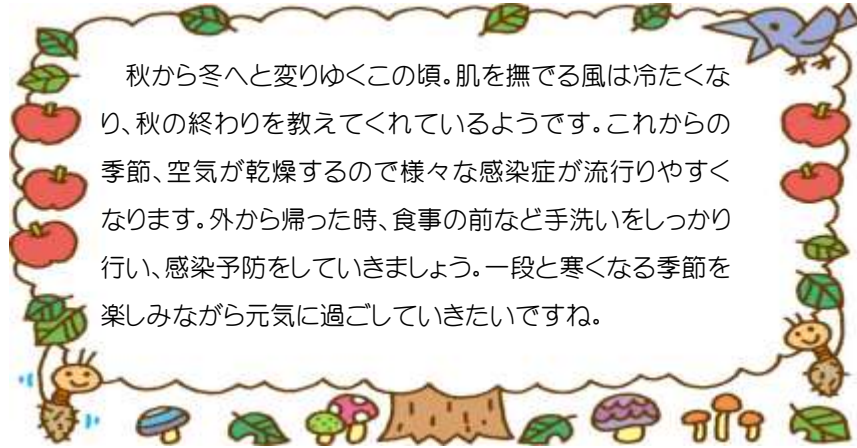 秋から冬へと変りゆくこの頃。肌を撫でる風は冷たくな
り、秋の終わりを教えてくれているようです。これからの
季節、空気が乾燥するので様々な感染症が流行りやすく
なります。外から帰った時、食事の前など手洗いをしっかり
行い、感染予防をしていきましょう。一段と寒くなる季節を
楽しみながら元気に過ごしていきたいですね。